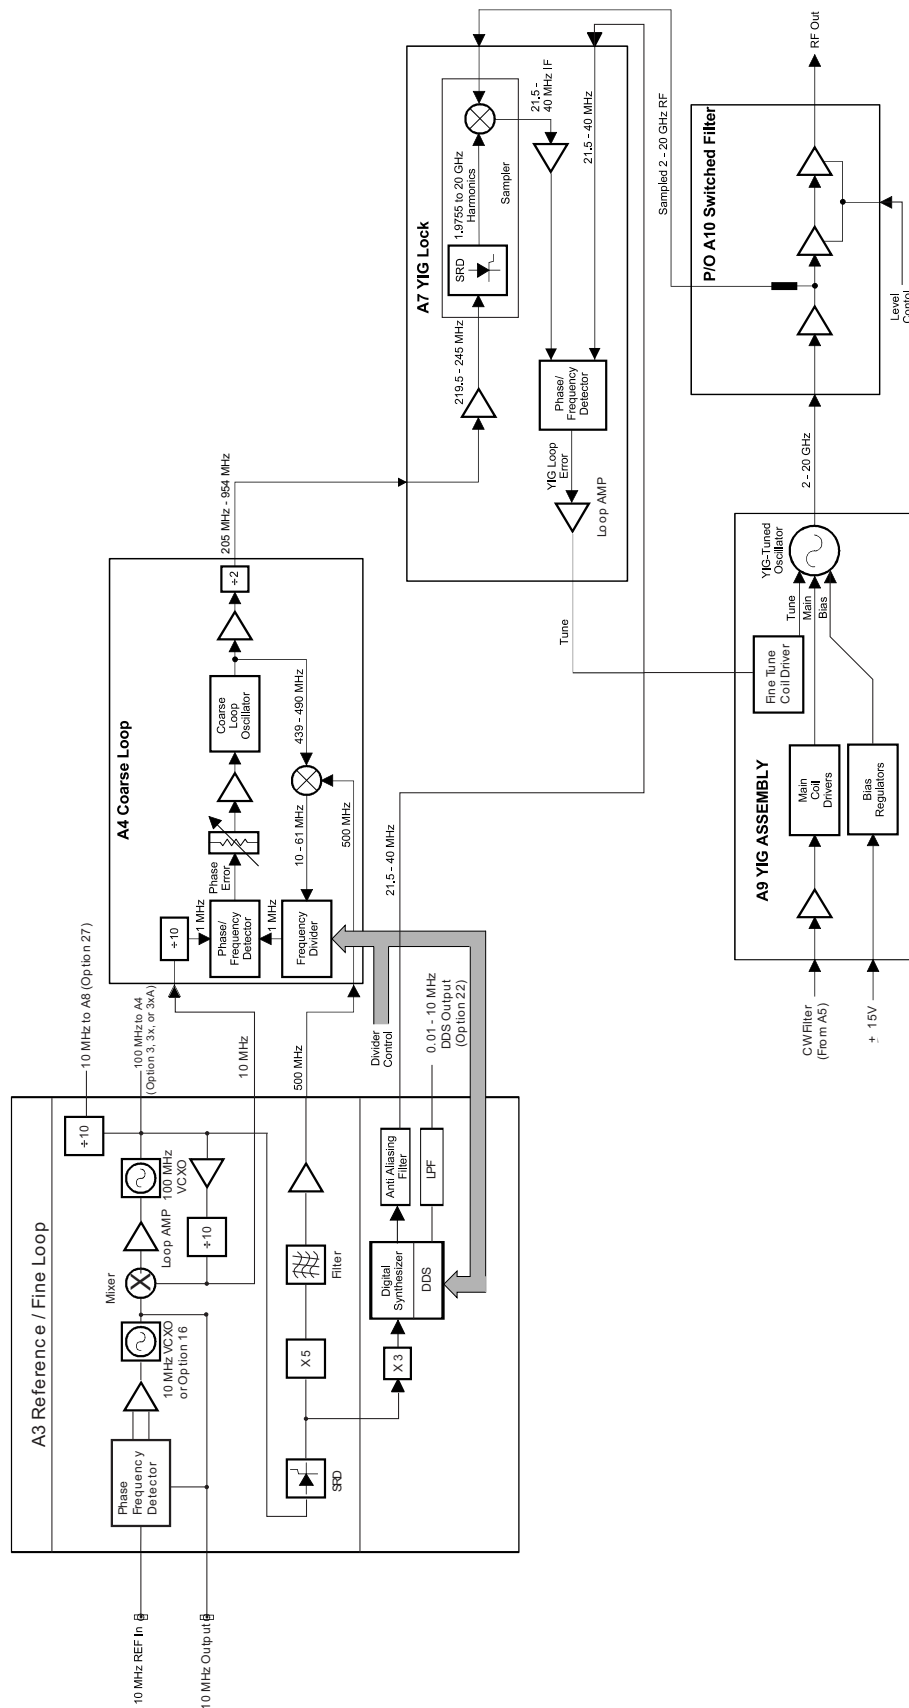 A3 Reference / Fine Loop
10 MHz REF In
10 MHz Output
Phase
Frequency
Detector
10 MHz VCXO
or Option 16
Mixer
Loop AMP
100 MHz
VCXO
÷10
÷10
10 MHz to A8 (Option 27)
100 MHz to A4
(Option 3, 3x, or 3xA)
10 MHz
SRD
X 5
Filter
500 MHz
X 3
Digital
Synthesizer
DDS
Anti Aliasing
Filter
LPF
21.5 - 40 MHz
0.01 - 10 MHz
DDS Output
(Option 22)
Divider
Control
A4 Coarse Loop
÷10
1 MHz
Phase/
Frequency
Detector
1 MHz
Frequency
Divider
Phase
Error
Coarse
Loop
Oscillator
÷2
10 - 61 MHz
439 - 490 MHz
500 MHz
205 MHz - 954 MHz
A7 YIG Lock
219.5 - 245 MHz
SRD
1.9755 to 20 GHz
Harmonics
Sampler
21.5 -
40 MHz IF
21.5 - 40 MHz
Phase/
Frequency
Detector
YIG Loop
Error
Loop AMP
Tune
Sampled 2 - 20 GHz RF
A9 YIG ASSEMBLY
CW Filter
(From A5)
+ 15V
Main
Coil
Drivers
Bias
Regulators
Fine Tune
Coil Driver
Tune
Main
Bias
YIG-Tuned
Oscillator
2 - 20 GHz
P/O A10 Switched Filter
Level
Contol
RF Out